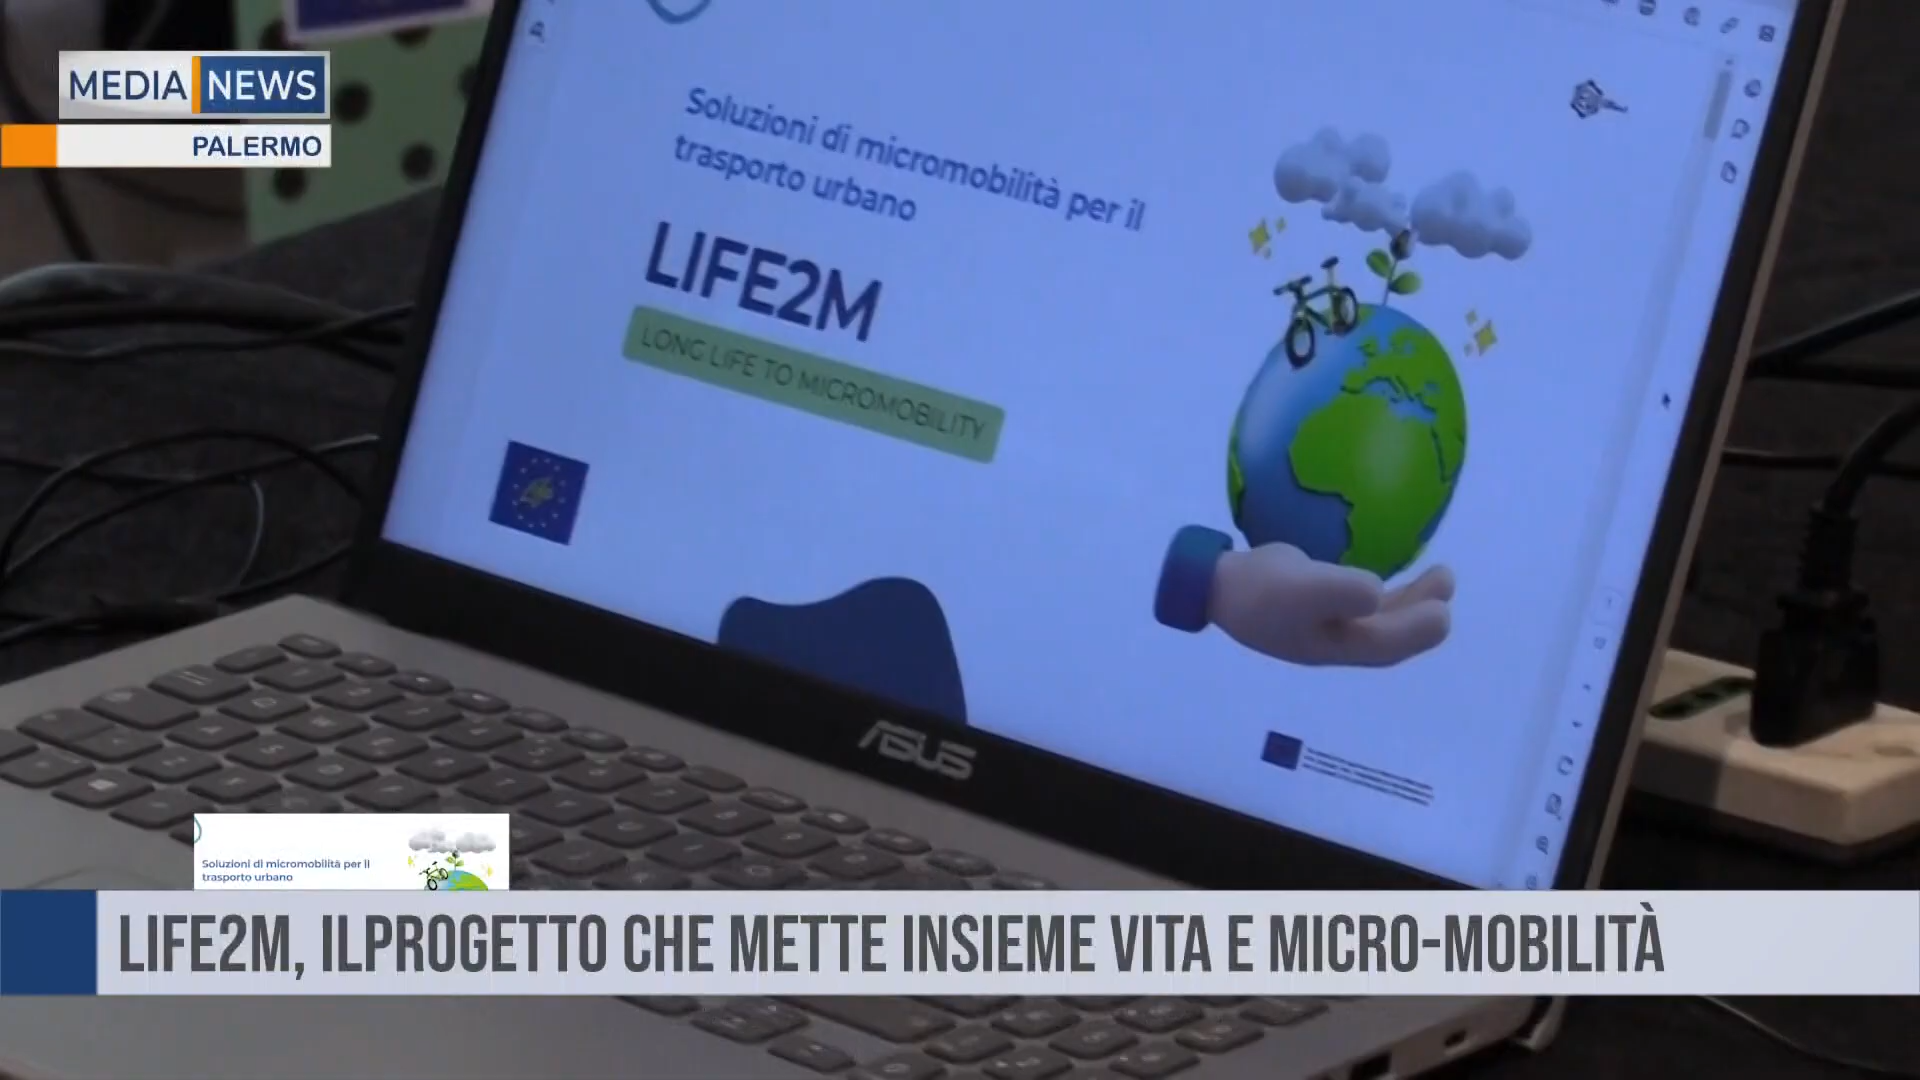 MEDIA NEWS
PALERMO
Soluzioni di micromobilità per il
trasporto urbano
LIFE2M
LONG LIFE TO MICROMOBILITY
ASUS
Soluzioni di micromobilità per il
trasporto urbano
LIFE2M, ILPROGETTO CHE METTE INSIEME VITA E MICRO-MOBILITÀ